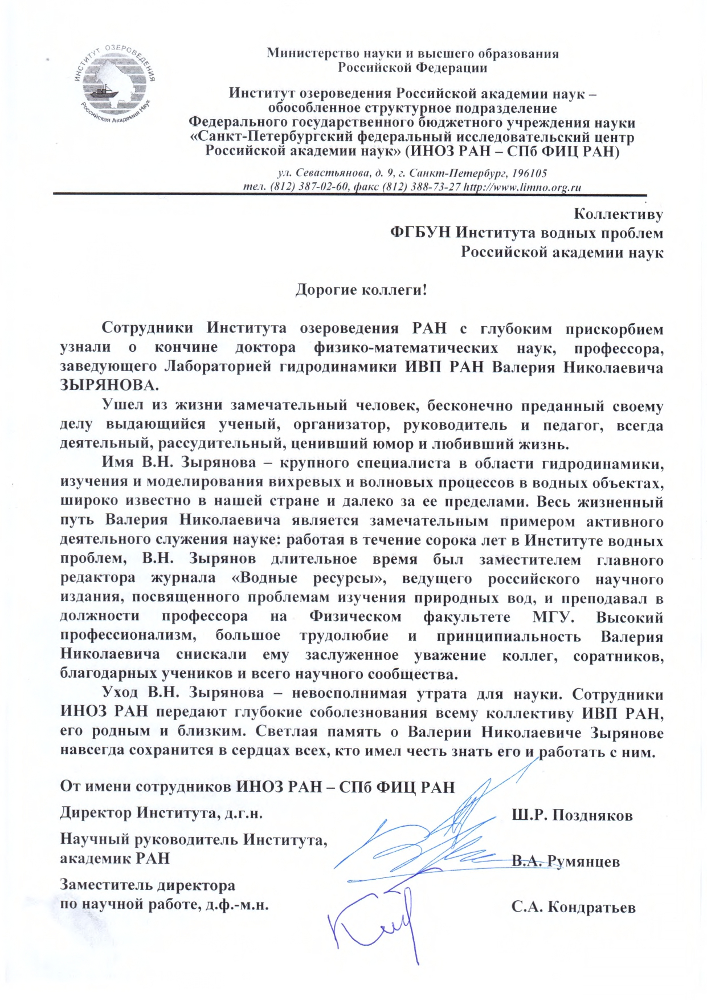 ИНСТИТУТ ОЗЕРОВЕДЕНИЯ
Российская Академия Наук
Министерство науки и высшего образования
Российской Федерации
Институт озероведения Российской академии наук –
обособленное структурное подразделение
Федерального государственного бюджетного учреждения науки
«Санкт-Петербургский федеральный исследовательский центр
Российской академии наук» (ИНОЗ РАН – СПб ФИЦ РАН)
ул. Севастьянова, д. 9, г. Санкт-Петербург, 196105
тел. (812) 387-02-60, факс (812) 388-73-27 http://www.limno.org.ru
Коллективу
ФГБУН Института водных проблем
Российской академии наук
Дорогие коллеги!
Сотрудники Института озероведения РАН с глубоким прискорбием
узнали о кончине доктора физико-математических наук, профессора,
заведующего Лабораторией гидродинамики ИВП РАН Валерия Николаевича
ЗЫРЯНОВА.
Ушел из жизни замечательный человек, бесконечно преданный своему
делу выдающийся ученый, организатор, руководитель и педагог, всегда
деятельный, рассудительный, ценивший юмор и любивший жизнь.
Имя В.Н. Зырянова – крупного специалиста в области гидродинамики,
изучения и моделирования вихревых и волновых процессов в водных объектах,
широко известно в нашей стране и далеко за ее пределами. Весь жизненный
путь Валерия Николаевича является замечательным примером активного
деятельного служения науке: работая в течение сорока лет в Институте водных
проблем, В.Н. Зырянов длительное время был заместителем главного
редактора журнала «Водные ресурсы», ведущего российского научного
издания, посвященного проблемам изучения природных вод, и преподавал в
должности профессора на Физическом факультете МГУ. Высокий
профессионализм, большое трудолюбие и принципиальность Валерия
Николаевича снискали ему заслуженное уважение коллег, соратников,
благодарных учеников и всего научного сообщества.
Уход В.Н. Зырянова – невосполнимая утрата для науки. Сотрудники
ИНОЗ РАН передают глубокие соболезнования всему коллективу ИВП РАН,
его родным и близким. Светлая память о Валерии Николаевиче Зырянове
навсегда сохранится в сердцах всех, кто имел честь знать его и работать с ним.
От имени сотрудников ИНОЗ РАН – СПб ФИЦ РАН
Директор Института, д.г.н. Ш.Р. Поздняков
Научный руководитель Института,
академик РАН В.А. Румянцев
Заместитель директора
по научной работе, д.ф.-м.н. С.А. Кондратьев